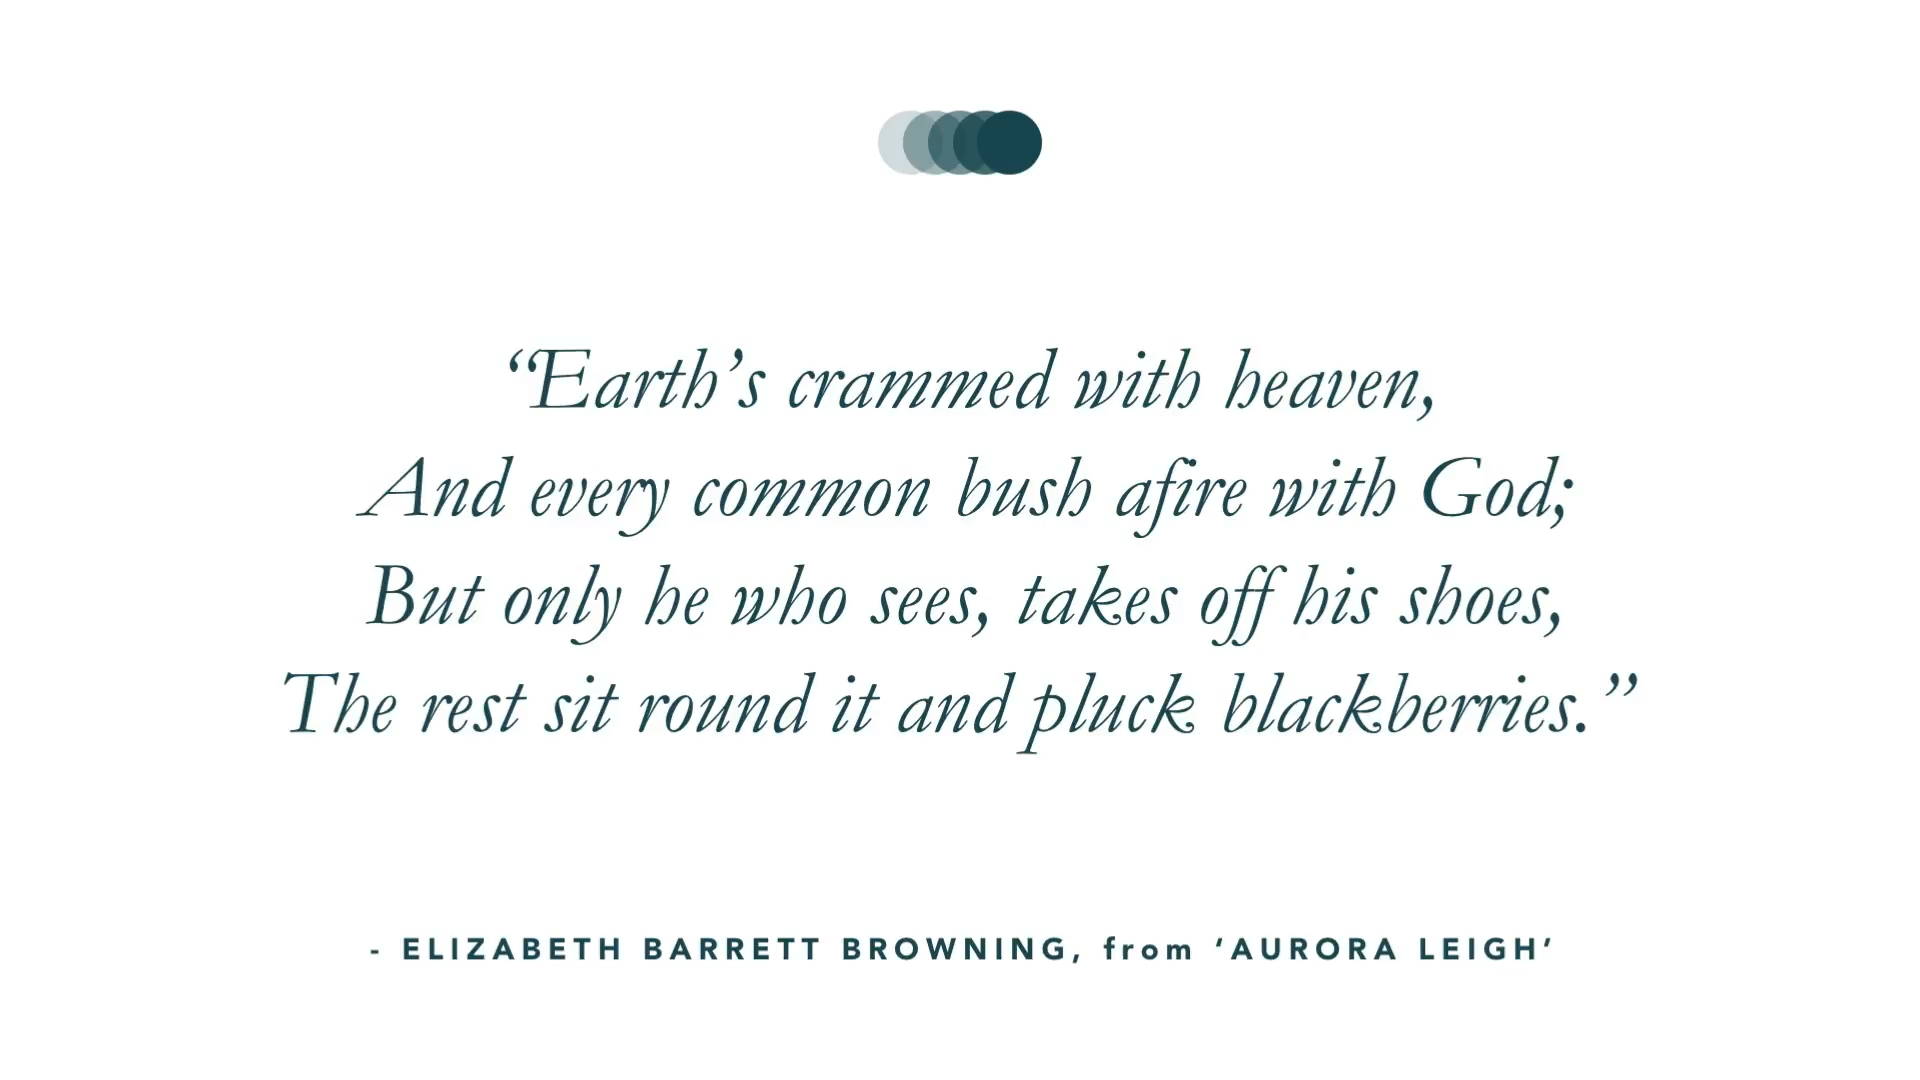 “Earth’s crammed with heaven,
And every common bush afire with God;
But only he who sees, takes off his shoes,
The rest sit round it and pluck blackberries.”
- ELIZABETH BARRETT BROWNING, from ‘AURORA LEIGH’